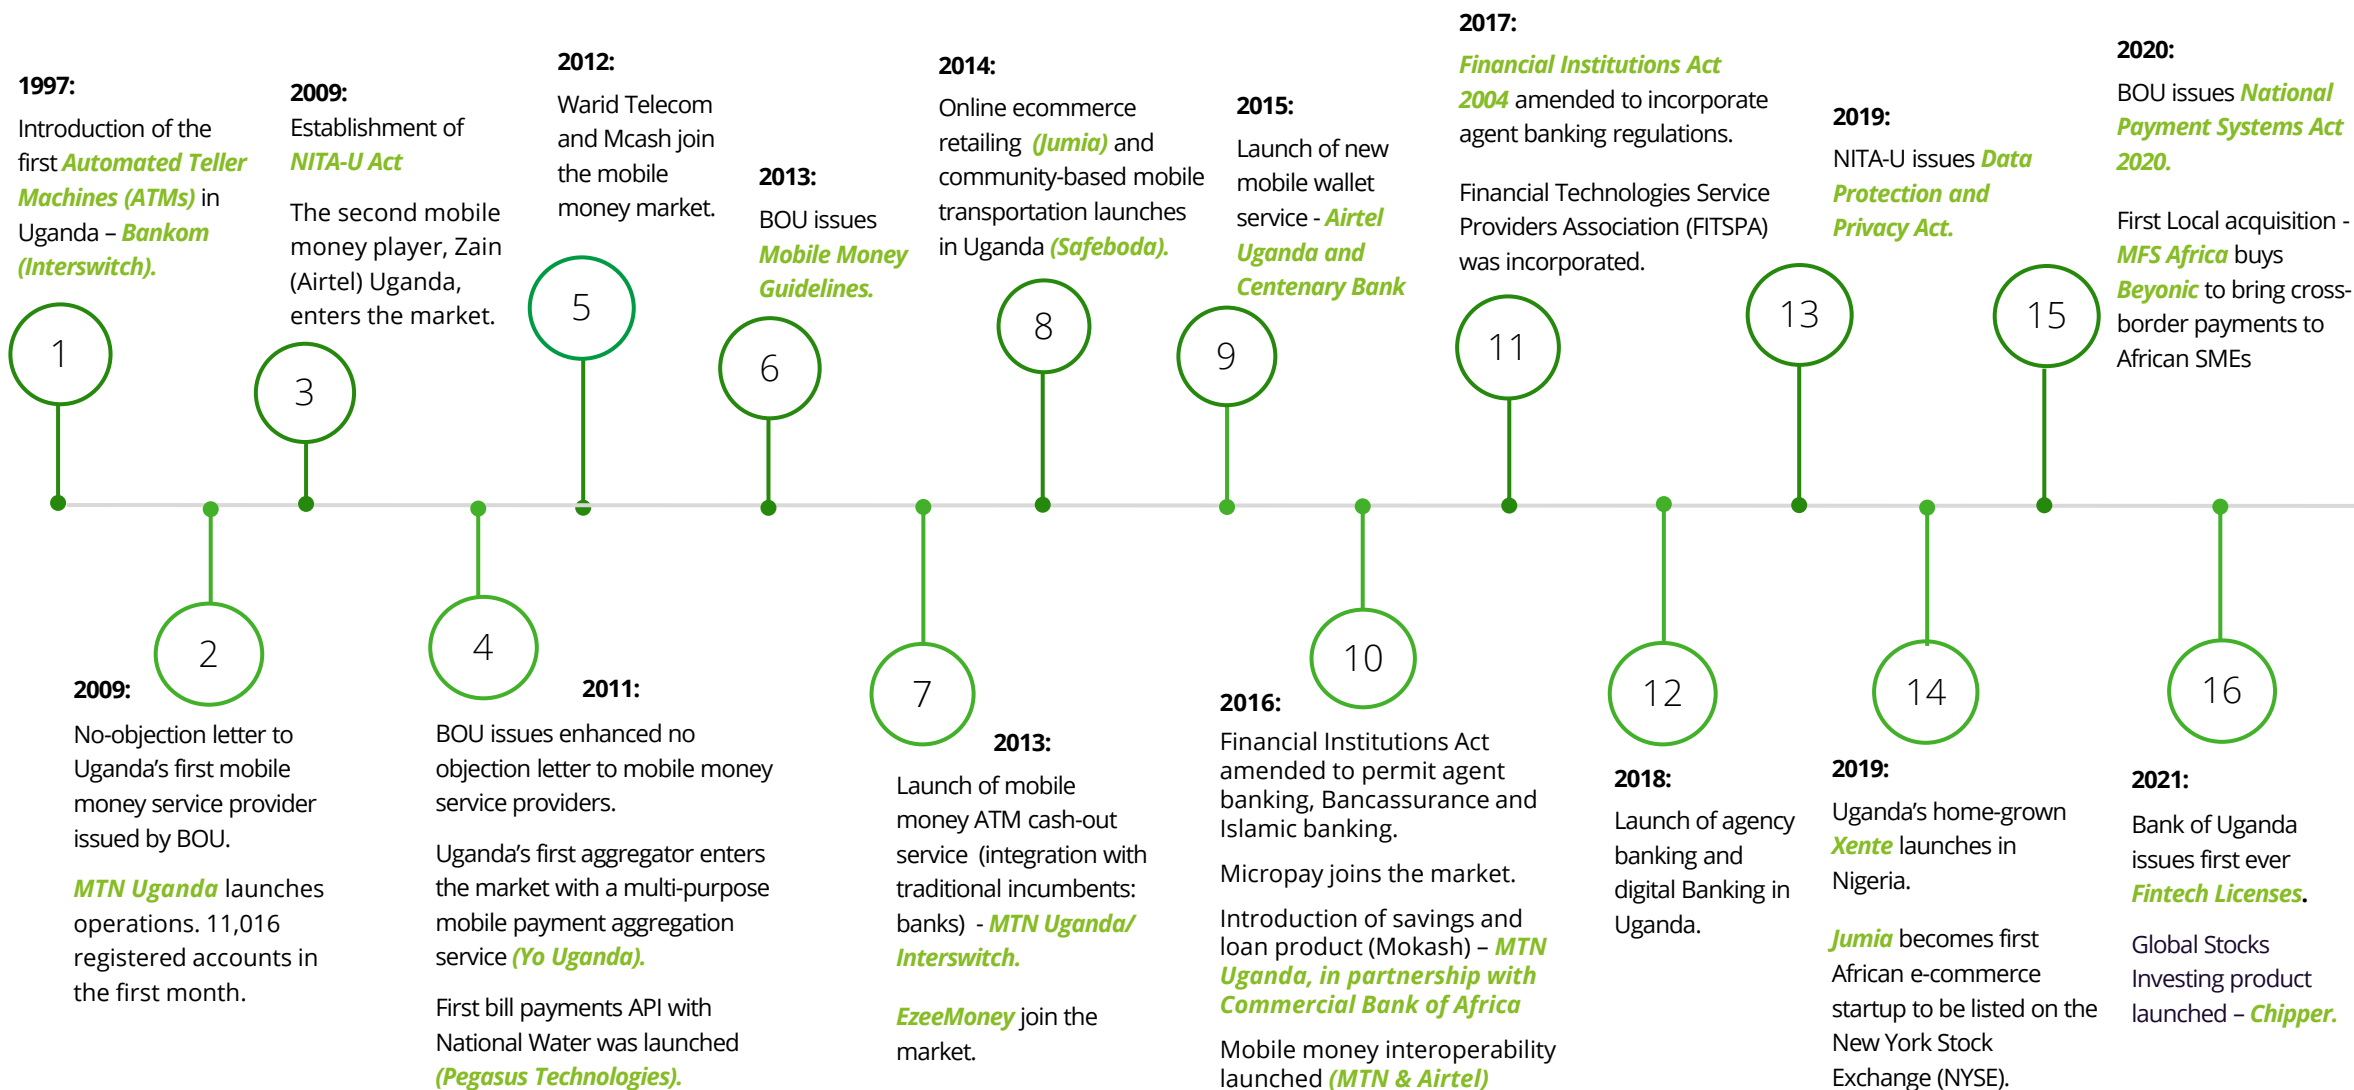 1997:
Introduction of the
first Automated Teller
Machines (ATMs) in
Uganda – Bankom
(Interswitch).
1
2
2009:
No-objection letter to
Uganda’s first mobile
money service provider
issued by BOU.
MTN Uganda launches
operations. 11,016
registered accounts in
the first month.
2009:
Establishment of
NITA-U Act
The second mobile
money player, Zain
(Airtel) Uganda,
enters the market.
3
4
2011:
BOU issues enhanced no
objection letter to mobile money
service providers.
Uganda’s first aggregator enters
the market with a multi-purpose
mobile payment aggregation
service (Yo Uganda).
First bill payments API with
National Water was launched
(Pegasus Technologies).
2012:
Warid Telecom
and Mcash join
the mobile
money market.
5
2013:
BOU issues
Mobile Money
Guidelines.
6
7
2013:
Launch of mobile
money ATM cash-out
service (integration with
traditional incumbents:
banks) - MTN Uganda/
Interswitch.
EzeeMoney join the
market.
2014:
Online ecommerce
retailing (Jumia) and
community-based mobile
transportation launches
in Uganda (Safeboda).
8
2015:
Launch of new
mobile wallet
service - Airtel
Uganda and
Centenary Bank
9
10
2016:
Financial Institutions Act
amended to permit agent
banking, Bancassurance and
Islamic banking.
Micropay joins the market.
Introduction of savings and
loan product (Mokash) – MTN
Uganda, in partnership with
Commercial Bank of Africa
Mobile money interoperability
launched (MTN & Airtel)
2017:
Financial Institutions Act
2004 amended to incorporate
agent banking regulations.
Financial Technologies Service
Providers Association (FITSPA)
was incorporated.
11
12
2018:
Launch of agency
banking and
digital Banking in
Uganda.
2019:
NITA-U issues Data
Protection and
Privacy Act.
13
14
2019:
Uganda’s home-grown
Xente launches in
Nigeria.
Jumia becomes first
African e-commerce
startup to be listed on the
New York Stock
Exchange (NYSE).
2020:
BOU issues National
Payment Systems Act
2020.
First Local acquisition -
MFS Africa buys
Beyonic to bring cross-
border payments to
African SMEs
15
16
2021:
Bank of Uganda
issues first ever
Fintech Licenses.
Global Stocks
Investing product
launched – Chipper.